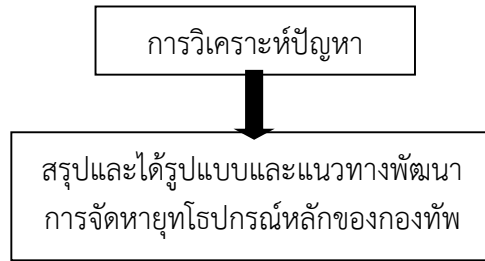 การวิเคราะห์ปัญหา
สรุปและได้รูปแบบและแนวทางพัฒนา
การจัดหายุทโธปกรณ์หลักของกองทัพ